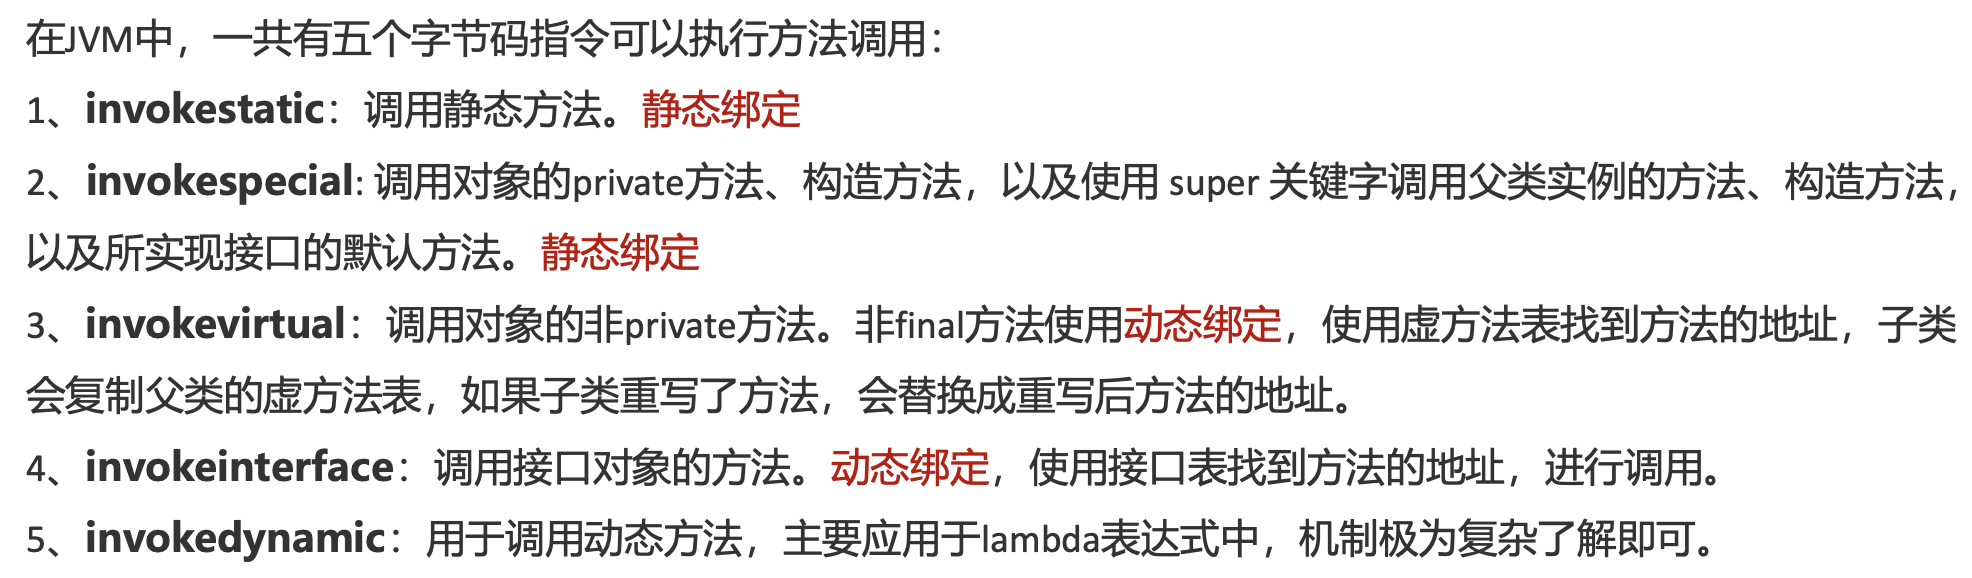 在JVM中，一共有五个字节码指令可以执行方法调用：
1、invokestatic：调用静态方法。静态绑定
2、invokespecial: 调用对象的private方法、构造方法，以及使用 super 关键字调用父类实例的方法、构造方法，
以及所实现接口的默认方法。静态绑定
3、invokevirtual：调用对象的非private方法。非final方法使用动态绑定，使用虚方法表找到方法的地址，子类
会复制父类的虚方法表，如果子类重写了方法，会替换成重写后方法的地址。
4、invokeinterface：调用接口对象的方法。动态绑定，使用接口表找到方法的地址，进行调用。
5、invokedynamic：用于调用动态方法，主要应用于lambda表达式中，机制极为复杂了解即可。